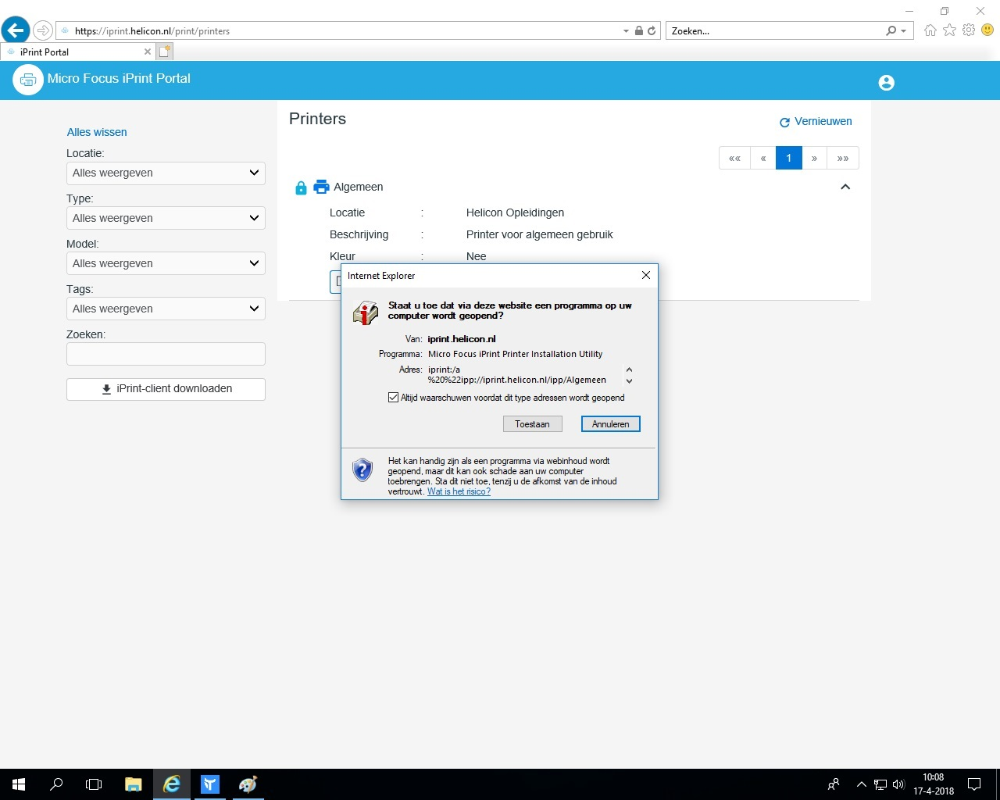 https://iprint.helicon.nl/print/printers
Zoeken...
iPrint Portal
Micro Focus iPrint Portal
Alles wissen
Locatie:
Alles weergeven
Type:
Alles weergeven
Model:
Alles weergeven
Tags:
Alles weergeven
Zoeken:
iPrint-client downloaden
Printers
Vernieuwen
«« « 1 » »»
Algemeen
Locatie : Helicon Opleidingen
Beschrijving : Printer voor algemeen gebruik
Kleur : Nee
Internet Explorer
Staat u toe dat via deze website een programma op uw
computer wordt geopend?
Van: iprint.helicon.nl
Programma: Micro Focus iPrint Printer Installation Utility
Adres: iprint:/a
%20%22ipp://iprint.helicon.nl/ipp/Algemeen
Altijd waarschuwen voordat dit type adressen wordt geopend
Toestaan Annuleren
Het kan handig zijn als een programma via webinhoud wordt
geopend, maar dit kan ook schade aan uw computer
toebrengen. Sta dit niet toe, tenzij u de afkomst van de inhoud
vertrouwt. Wat is het risico?
10:08
17-4-2018